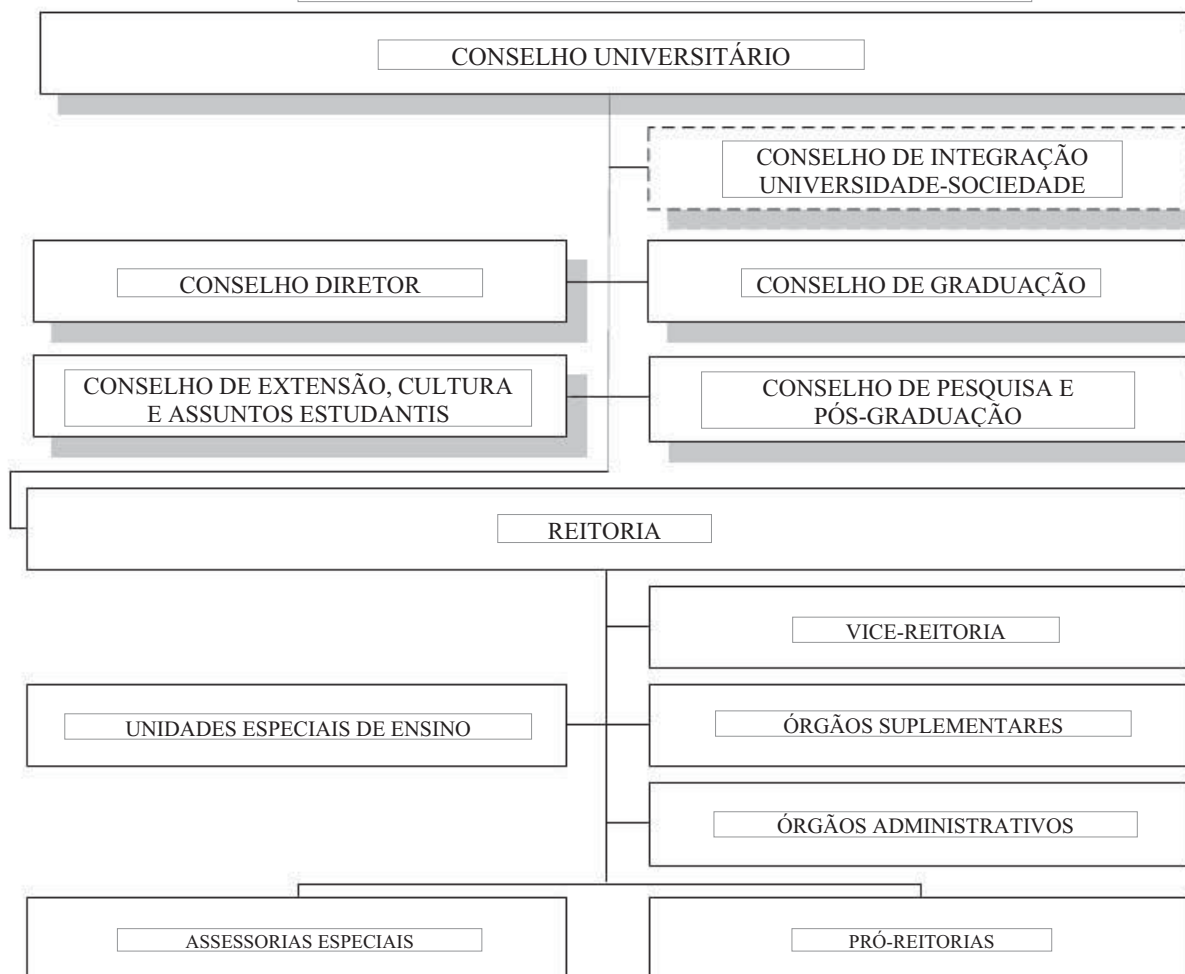 CONSELHO UNIVERSITÁRIO
CONSELHO DE INTEGRAÇÃO
UNIVERSIDADE-SOCIEDADE
CONSELHO DIRETOR
CONSELHO DE GRADUAÇÃO
CONSELHO DE EXTENSÃO, CULTURA
E ASSUNTOS ESTUDANTIS
CONSELHO DE PESQUISA E
PÓS-GRADUAÇÃO
REITORIA
VICE-REITORIA
UNIDADES ESPECIAIS DE ENSINO
ÓRGÃOS SUPLEMENTARES
ÓRGÃOS ADMINISTRATIVOS
ASSESSORIAS ESPECIAIS
PRÓ-REITORIAS